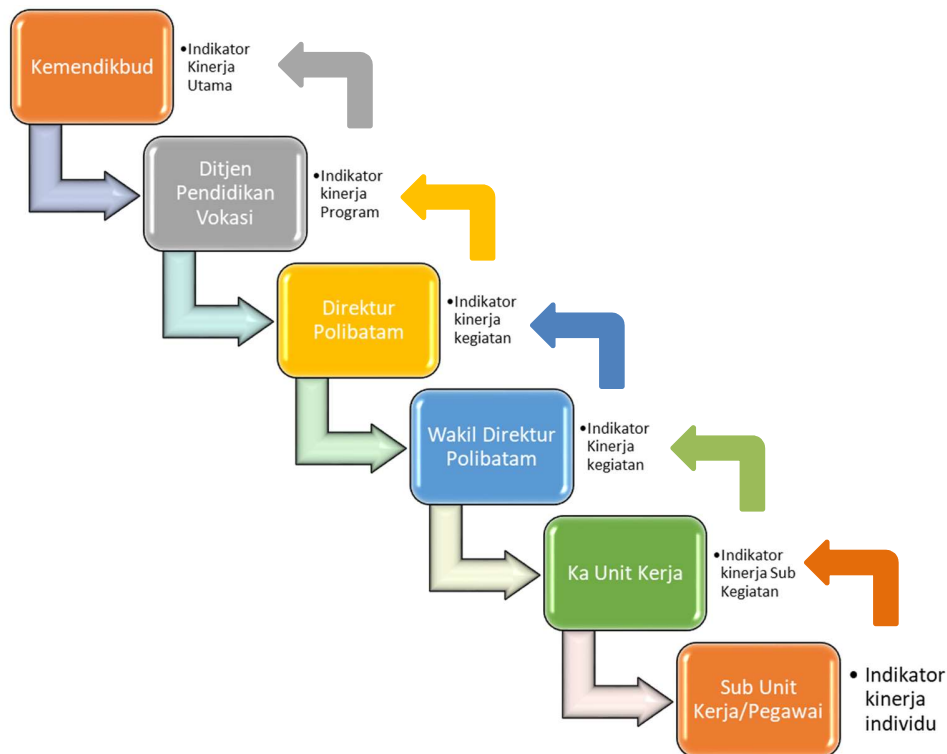 Kemendikbud
•Indikator
Kinerja
Utama
Ditjen
Pendidikan
Vokasi
•Indikator
kinerja
Program
Direktur
Polibatam
•Indikator
kinerja
kegiatan
Wakil Direktur
Polibatam
•Indikator
Kinerja
kegiatan
Ka Unit Kerja
•Indikator
kinerja Sub
Kegiatan
Sub Unit
Kerja/Pegawai
• Indikator
kinerja
individu